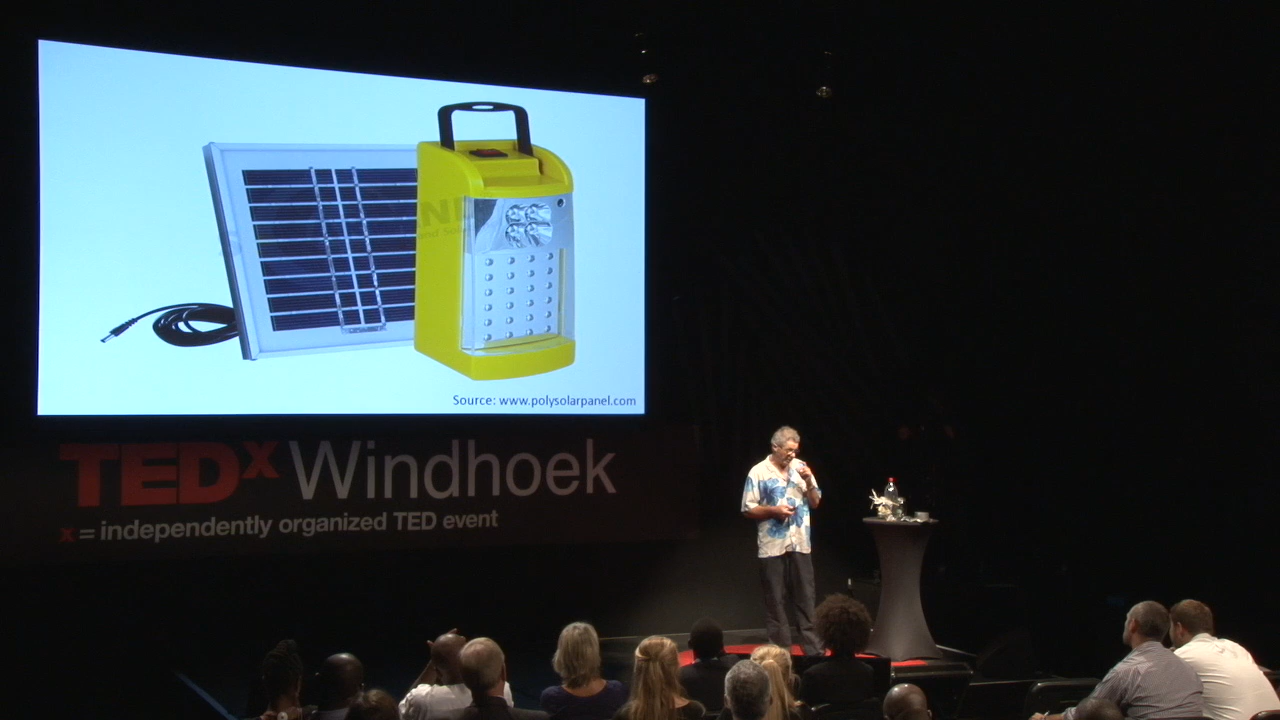 Source: www.polysolarpanel.com
TEDx Windhoek
x = independently organized TED event